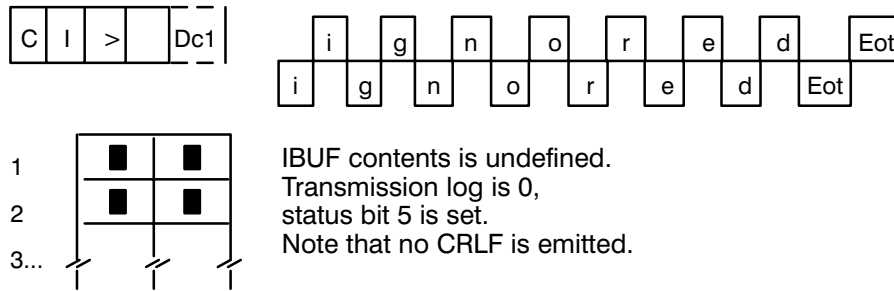 C I > Dc1
i g n o r e d Eot
i g n o r e d Eot
1
2
3...
IBUF contents is undefined.
Transmission log is 0,
status bit 5 is set.
Note that no CRLF is emitted.